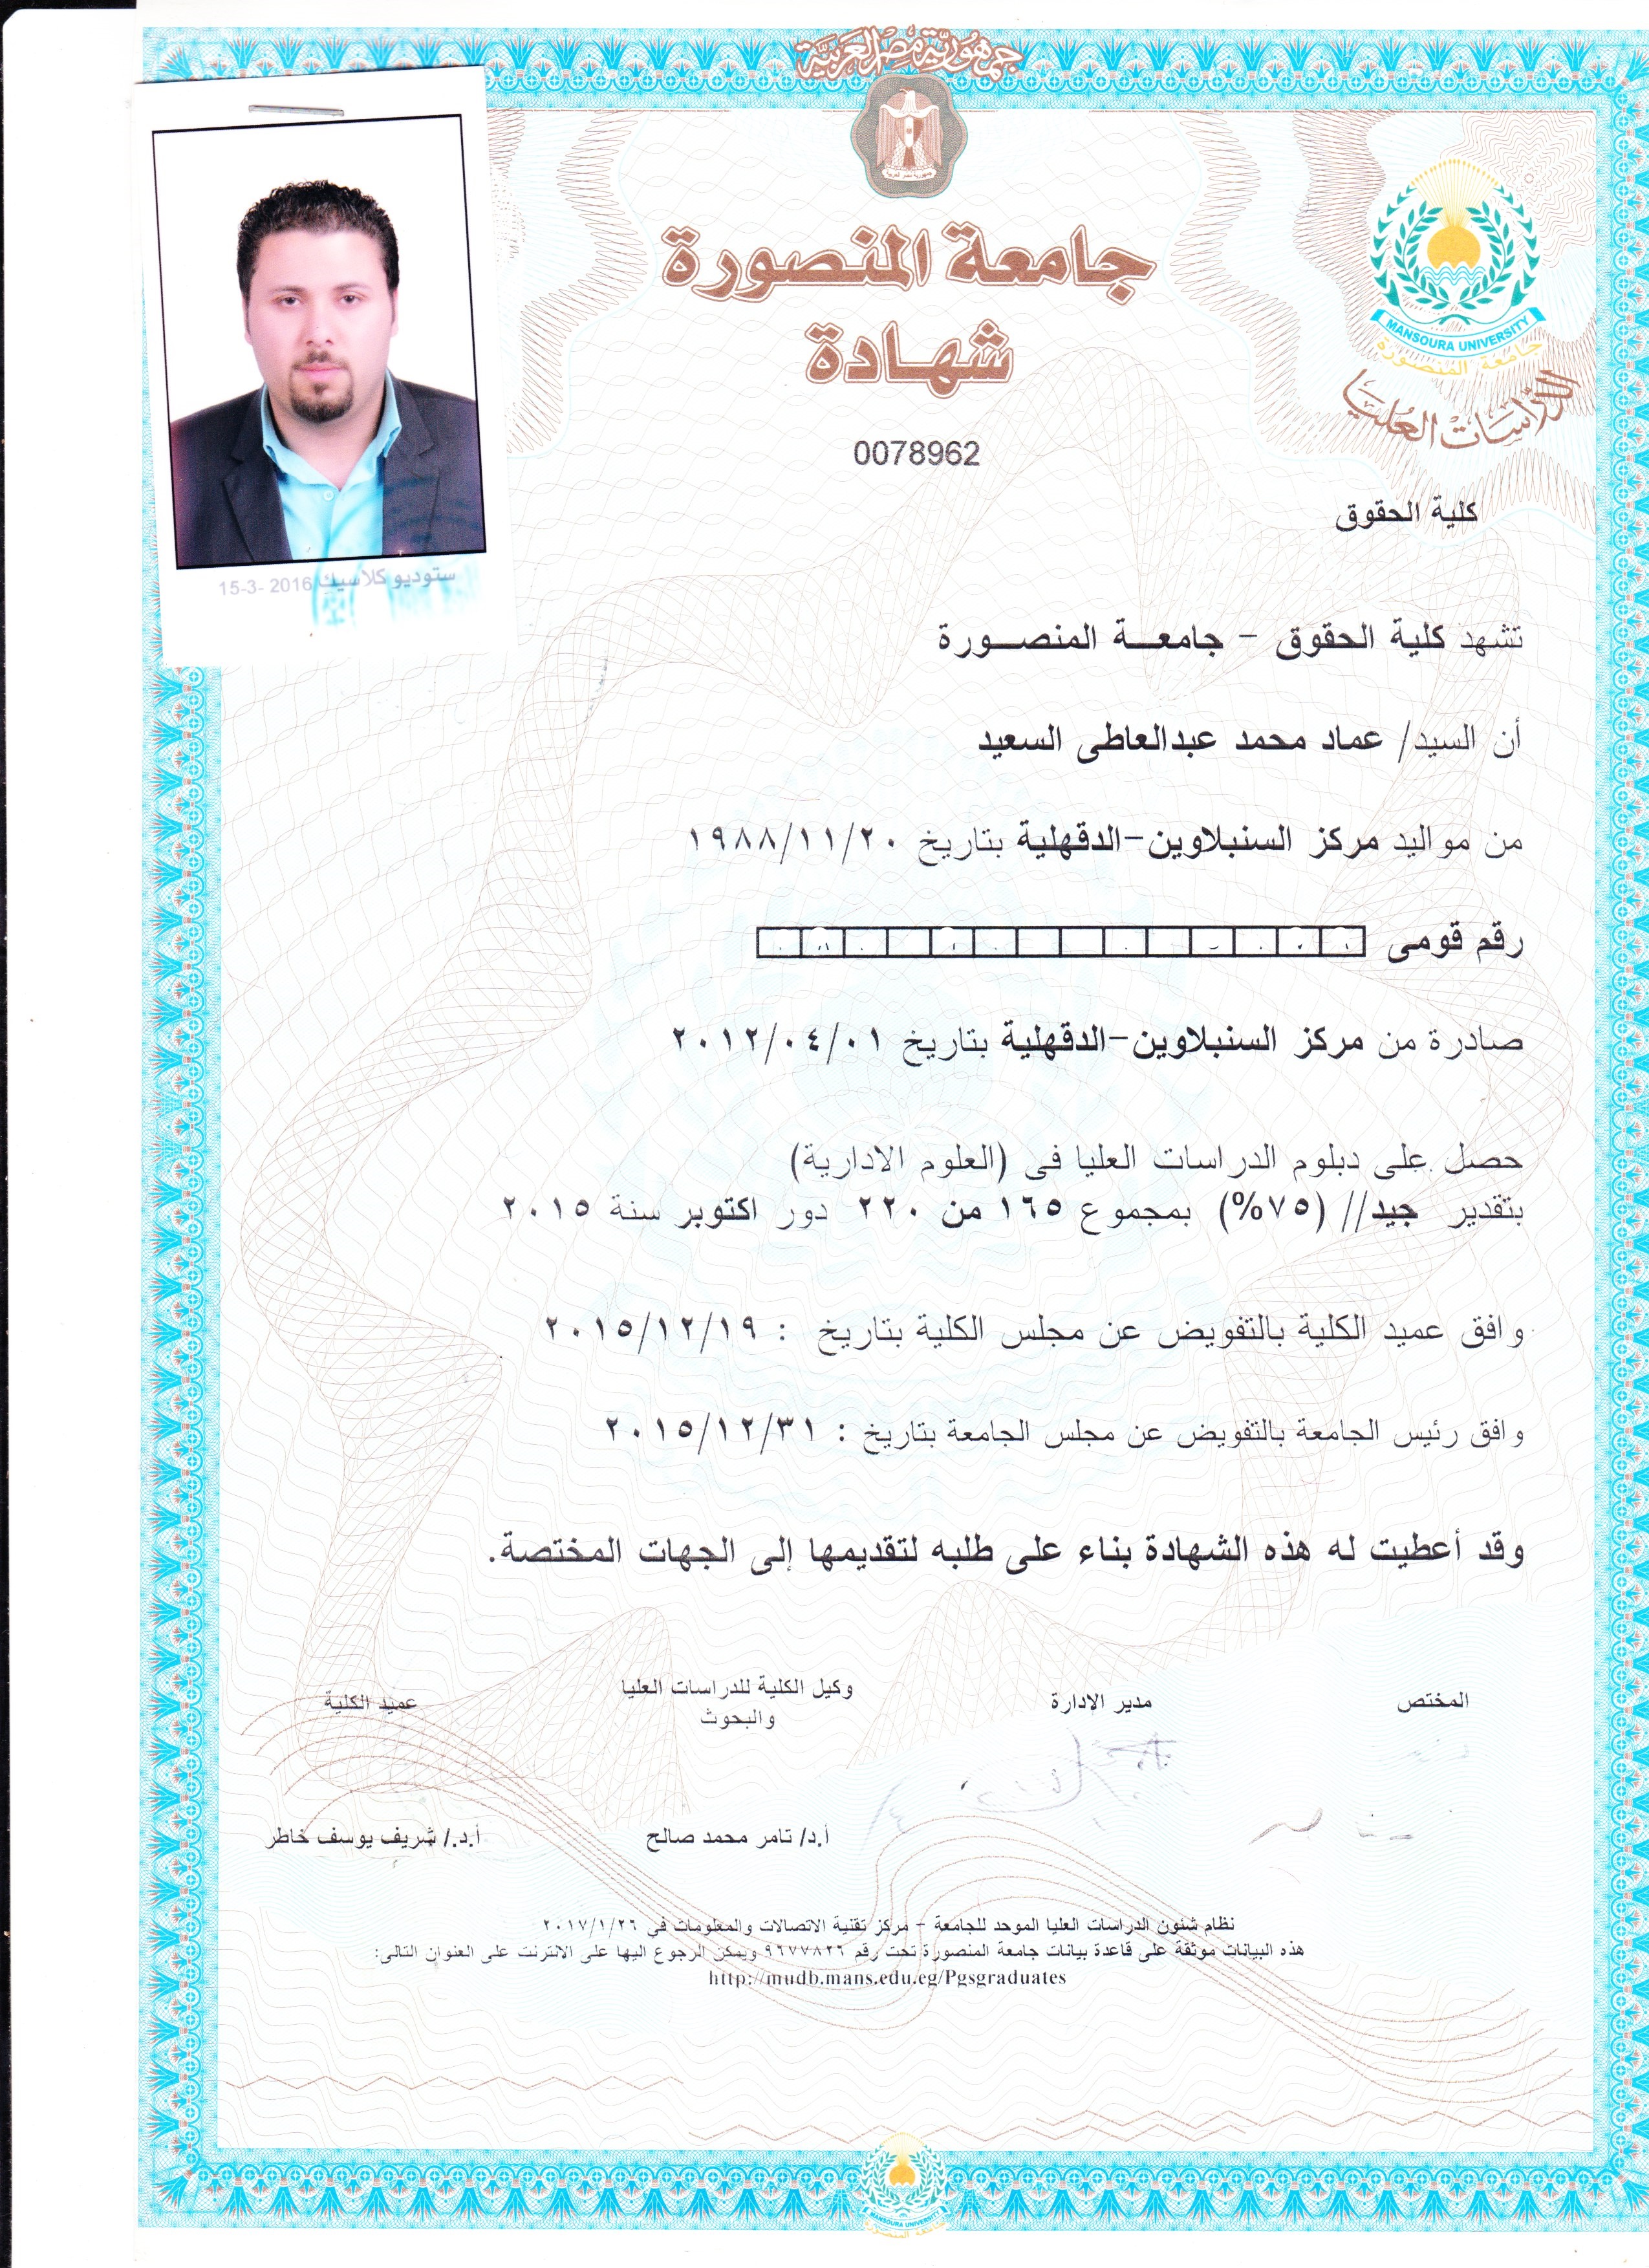 جمهورية مصر العربية
جامعة المنصورة
شهادة
MANSOURA UNIVERSITY
جامعة المنصورة
الدراسات العليا
0078962
ستوديو كلاسيك 2016 -3-15
كلية الحقوق
تشهد كلية الحقوق - جامعـــة المنصــورة
أن السيد/ عماد محمد عبدالعاطى السعيد
من مواليد مركز السنبلاوين-الدقهلية بتاريخ ١٩٨٨/١١/٢٠
رقم قومى
صادرة من مركز السنبلاوين-الدقهلية بتاريخ ٢٠١٢/٠٤/٠١
حصل على دبلوم الدراسات العليا فى (العلوم الادارية)
بتقدير جيد// (٧٥%) بمجموع ١٦٥ من ٢٢٠ دور اكتوبر سنة ٢٠١٥
وافق عميد الكلية بالتفويض عن مجلس الكلية بتاريخ : ٢٠١٥/١٢/١٩
وافق رئيس الجامعة بالتفويض عن مجلس الجامعة بتاريخ : ٢٠١٥/١٢/٣١
وقد أعطيت له هذه الشهادة بناء على طلبه لتقديمها إلى الجهات المختصة.
المختص مدير الإدارة وكيل الكلية للدراسات العليا عميد الكلية
والبحوث
أ.د/ تامر محمد صالح أ.د./ شريف يوسف خاطر
نظام شئون الدراسات العليا الموحد للجامعة - مركز تقنية الاتصالات والمعلومات في ٢٠١٧/١/٢٦
هذه البيانات موثقة على قاعدة بيانات جامعة المنصورة تحت رقم ٩٦٧٧٨٢٦ ويمكن الرجوع اليها على الانترنت على العنوان التالى:
http://mudb.mans.edu.eg/Pgsgraduates
MANSOURA UNIVERSITY
جامعة المنصورة